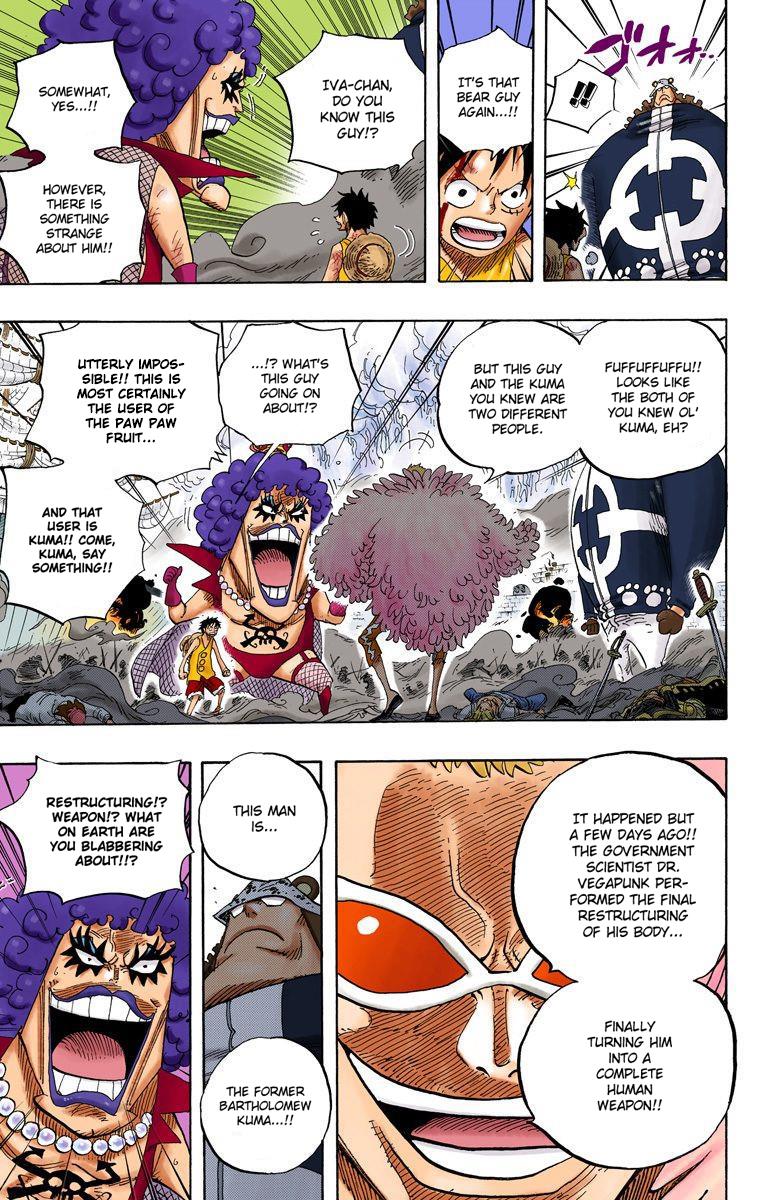 ゴォォ...
!!
IT'S THAT
BEAR GUY
AGAIN...!!
IVA-CHAN,
DO YOU
KNOW THIS
GUY!?
SOMEWHAT,
YES...!!
HOWEVER,
THERE IS
SOMETHING
STRANGE
ABOUT HIM!!
FUFFUFFUFFU!!
LOOKS LIKE
THE BOTH OF
YOU KNEW OL'
KUMA, EH?
BUT THIS GUY
AND THE KUMA
YOU KNEW ARE
TWO DIFFERENT
PEOPLE.
...!? WHAT'S
THIS GUY
GOING ON
ABOUT!?
UTTERLY IMPOS-
SIBLE!! THIS IS
MOST CERTAINLY
THE USER OF
THE PAW PAW
FRUIT...
AND THAT
USER IS
KUMA!! COME,
KUMA, SAY
SOMETHING!!
IT HAPPENED BUT
A FEW DAYS AGO!!
THE GOVERNMENT
SCIENTIST DR.
VEGAPUNK PER-
FORMED THE FINAL
RESTRUCTURING
OF HIS BODY...
FINALLY
TURNING HIM
INTO A
COMPLETE
HUMAN
WEAPON!!
THIS MAN
IS...
THE FORMER
BARTHOLOMEW
KUMA...!!
RESTRUCTURING!?
WEAPON!? WHAT
ON EARTH ARE
YOU BLABBERING
ABOUT!!?